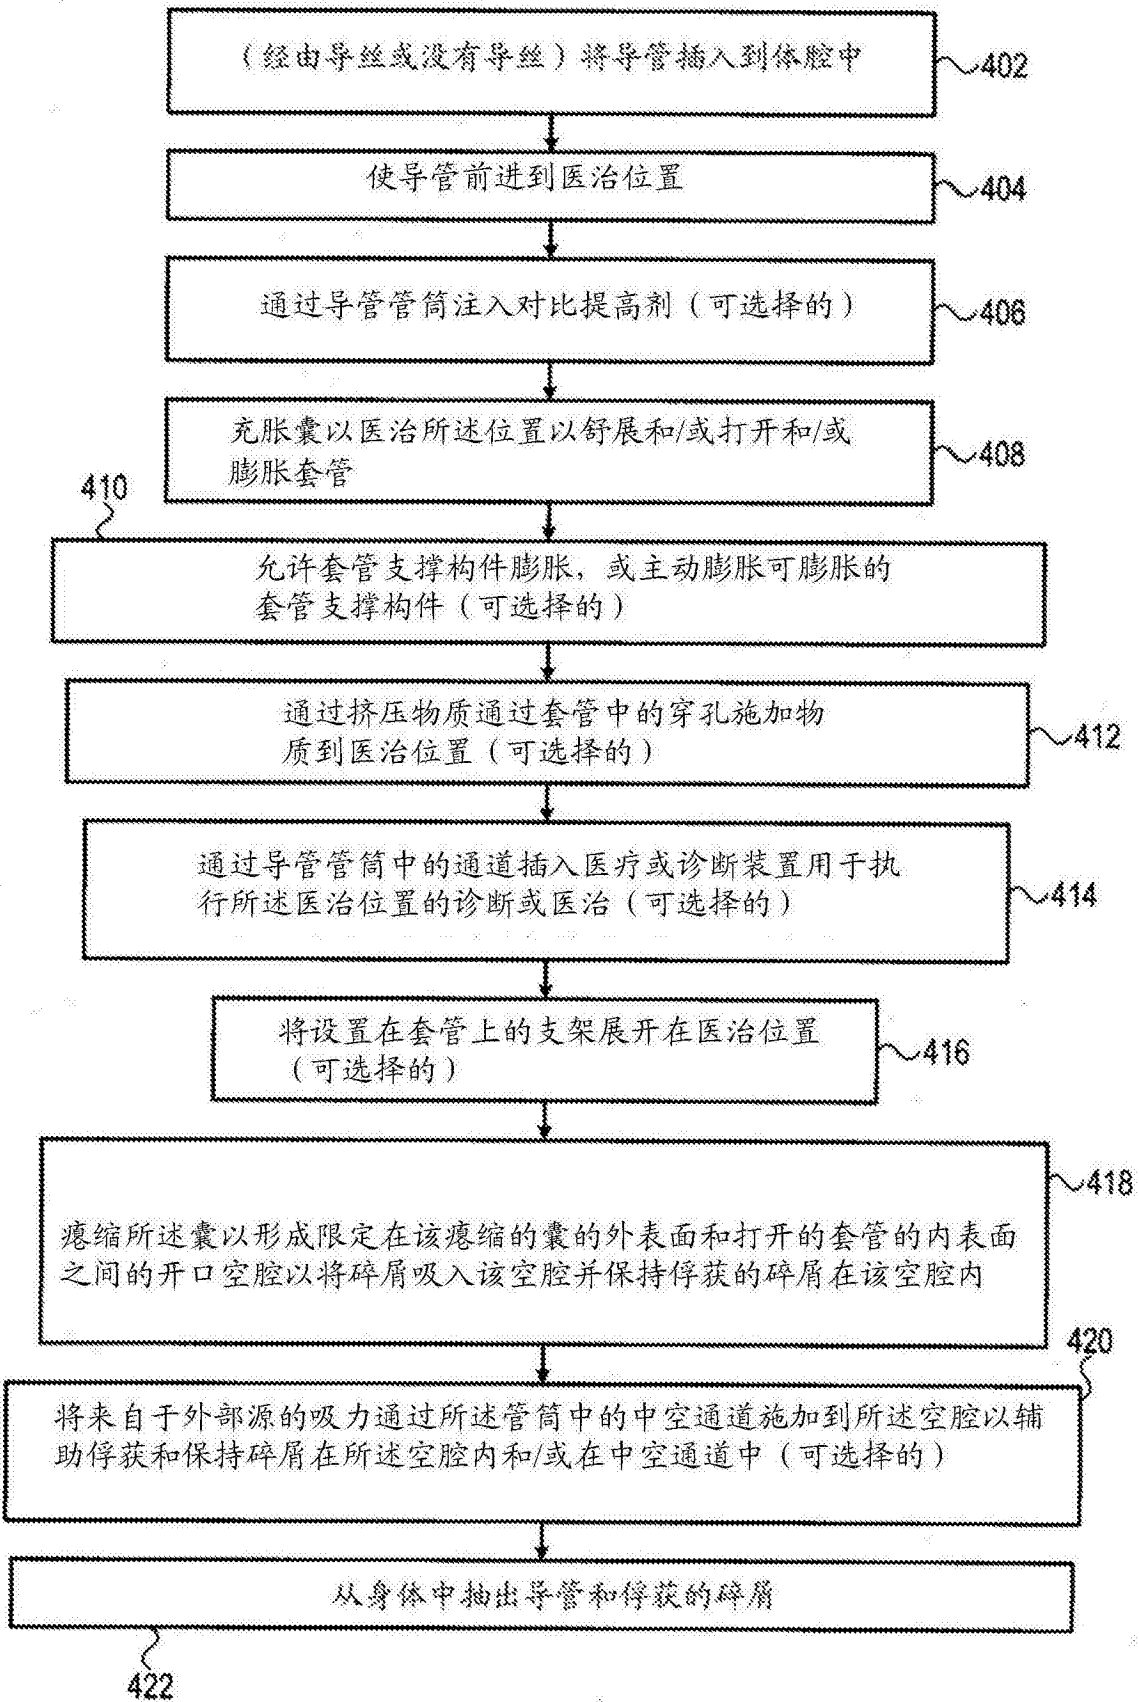 （经由导丝或没有导丝）将导管插入到体腔中
402
使导管前进到医治位置
404
通过导管管筒注入对比提高剂（可选择的）
406
充胀囊以医治所述位置以舒展和/或打开和/或
膨胀套管
408
410
允许套管支撑构件膨胀，或主动膨胀可膨胀的
套管支撑构件（可选择的）
通过挤压物质通过套管中的穿孔施加物
质到医治位置（可选择的）
412
通过导管管筒中的通道插入医疗或诊断装置用于执
行所述医治位置的诊断或医治（可选择的）
414
将设置在套管上的支架展开在医治位置
（可选择的）
416
418
瘪缩所述囊以形成限定在该瘪缩的囊的外表面和打开的套管的内表面
之间的开口空腔以将碎屑吸入该空腔并保持俘获的碎屑在该空腔内
420
将来自于外部源的吸力通过所述管筒中的中空通道施加到所述空腔以辅
助俘获和保持碎屑在所述空腔内和/或在中空通道中（可选择的）
从身体中抽出导管和俘获的碎屑
422